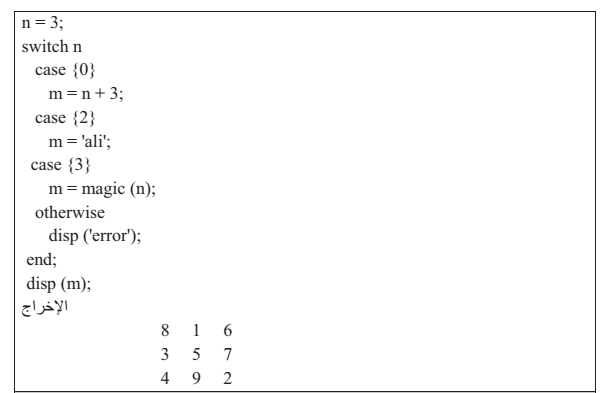 n = 3;
switch n
case {0}
m = n + 3;
case {2}
m = 'ali';
case {3}
m = magic (n);
otherwise
disp ('error');
end;
disp (m);
الإخراج
8 1 6
3 5 7
4 9 2